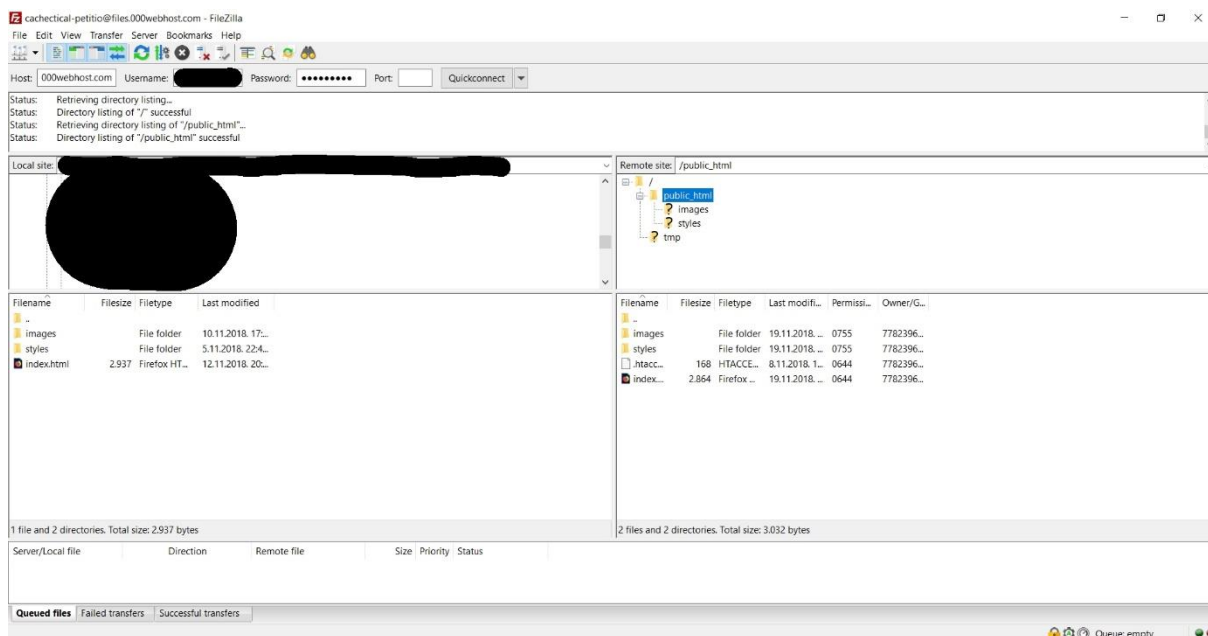 cachectical-petitio@files.000webhost.com - FileZilla
File Edit View Transfer Server Bookmarks Help
Host: 000webhost.com Username: Password: ●●●●●●●●● Port: Quickconnect
Status: Retrieving directory listing...
Status: Directory listing of "/" successful
Status: Retrieving directory listing of "/public_html"...
Status: Directory listing of "/public_html" successful
Local site:
Remote site: /public_html
/
public_html
images
styles
tmp
Filename Filesize Filetype Last modified
..
images File folder 10.11.2018. 17:...
styles File folder 5.11.2018. 22:4...
index.html 2.937 Firefox HT... 12.11.2018. 20:...
1 file and 2 directories. Total size: 2.937 bytes
Filename Filesize Filetype Last modifi... Permissi... Owner/G...
..
images File folder 19.11.2018. ... 0755 7782396...
styles File folder 19.11.2018. ... 0755 7782396...
.htacc... 168 HTACCE... 8.11.2018. 1... 0644 7782396...
index.... 2.864 Firefox ... 19.11.2018. ... 0644 7782396...
2 files and 2 directories. Total size: 3.032 bytes
Server/Local file Direction Remote file Size Priority Status
Queued files Failed transfers Successful transfers
Queue: empty